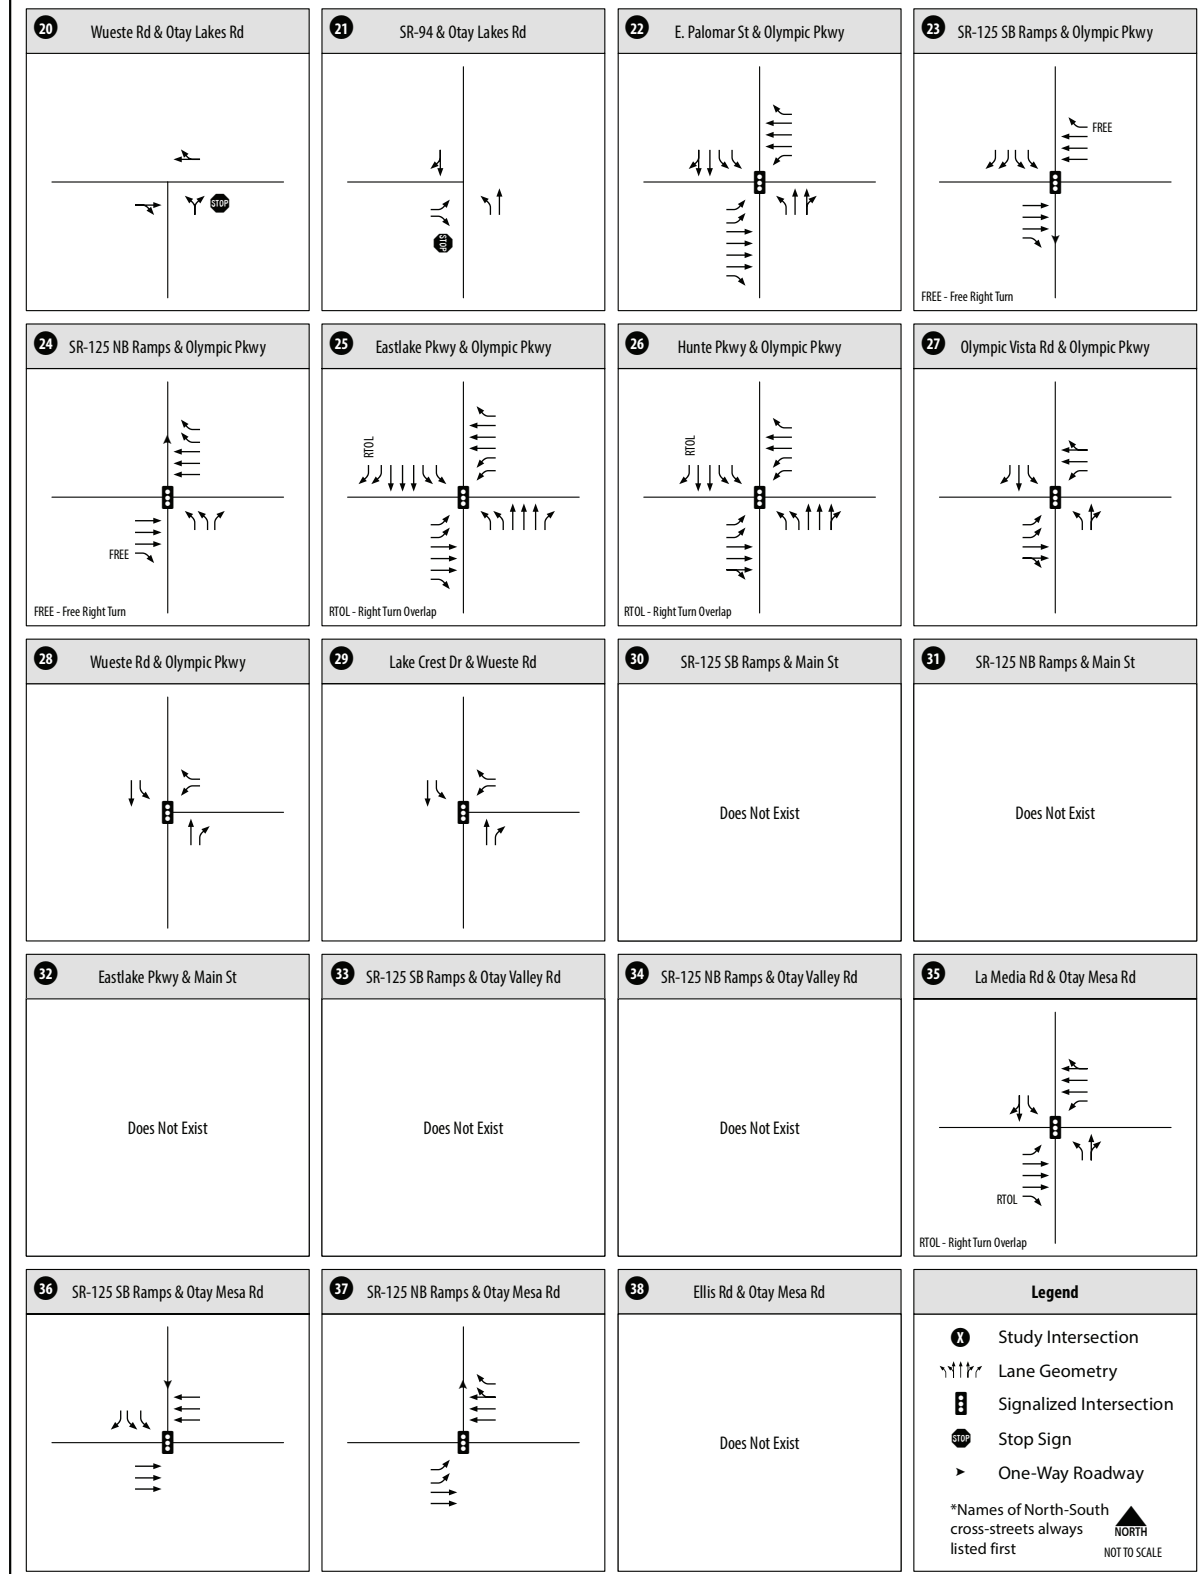 20 Wueste Rd & Otay Lakes Rd
STOP
21 SR-94 & Otay Lakes Rd
STOP
22 E. Palomar St & Olympic Pkwy
23 SR-125 SB Ramps & Olympic Pkwy
FREE
FREE - Free Right Turn
24 SR-125 NB Ramps & Olympic Pkwy
FREE
FREE - Free Right Turn
25 Eastlake Pkwy & Olympic Pkwy
RTOL
RTOL - Right Turn Overlap
26 Hunte Pkwy & Olympic Pkwy
RTOL
RTOL - Right Turn Overlap
27 Olympic Vista Rd & Olympic Pkwy
28 Wueste Rd & Olympic Pkwy
29 Lake Crest Dr & Wueste Rd
30 SR-125 SB Ramps & Main St
Does Not Exist
31 SR-125 NB Ramps & Main St
Does Not Exist
32 Eastlake Pkwy & Main St
Does Not Exist
33 SR-125 SB Ramps & Otay Valley Rd
Does Not Exist
34 SR-125 NB Ramps & Otay Valley Rd
Does Not Exist
35 La Media Rd & Otay Mesa Rd
RTOL
RTOL - Right Turn Overlap
36 SR-125 SB Ramps & Otay Mesa Rd
37 SR-125 NB Ramps & Otay Mesa Rd
38 Ellis Rd & Otay Mesa Rd
Does Not Exist
Legend
X Study Intersection
Lane Geometry
Signalized Intersection
STOP Stop Sign
One-Way Roadway
*Names of North-South
cross-streets always
listed first
NORTH
NOT TO SCALE